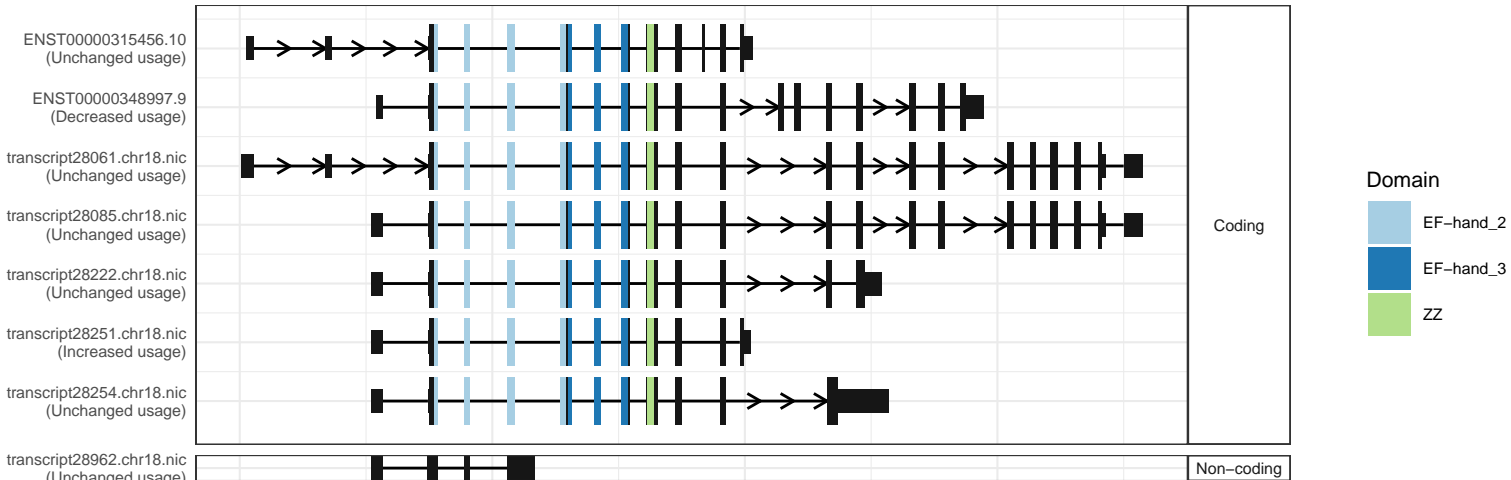 ENST00000315456.10
(Unchanged usage)
ENST00000348997.9
(Decreased usage)
transcript28061.chr18.nic
(Unchanged usage)
transcript28085.chr18.nic
(Unchanged usage)
transcript28222.chr18.nic
(Unchanged usage)
transcript28251.chr18.nic
(Increased usage)
transcript28254.chr18.nic
(Unchanged usage)
transcript28962.chr18.nic
(Unchanged usage)
Coding
Non−coding
Domain
EF−hand_2
EF−hand_3
ZZ